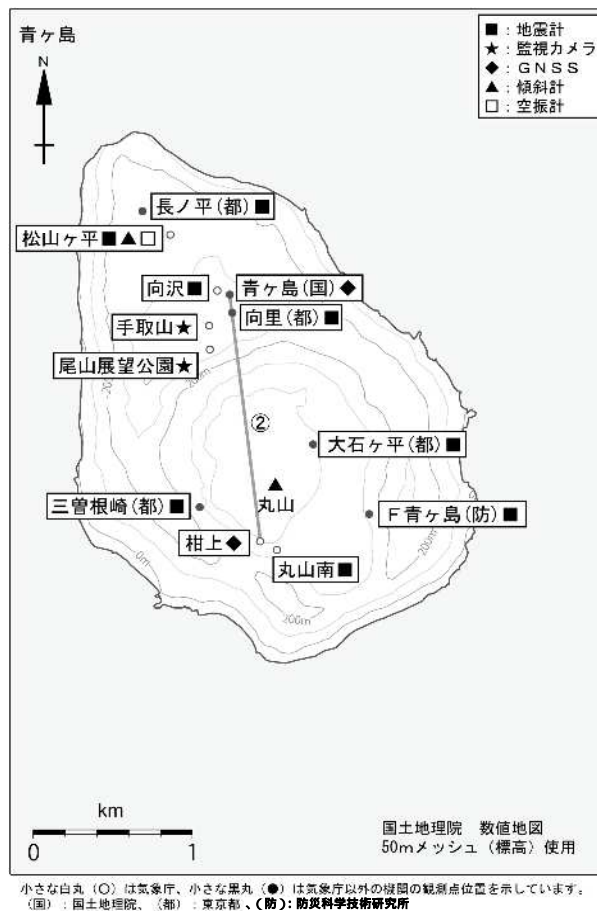 青ヶ島
■：地震計
★：監視カメラ
◆：ＧＮＳＳ
▲：傾斜計
□：空振計
N
長ノ平(都)■
松山ヶ平■▲□
向沢■
青ヶ島(国)◆
向里(都)■
手取山★
尾山展望公園★
200m
200m
②
大石ヶ平(都)■
丸山
三曽根崎(都)■
Ｆ青ヶ島(防)■
柑上◆
丸山南■
0m
200m
200m
km
0 1
国土地理院 数値地図
50mメッシュ（標高）使用
小さな白丸（○）は気象庁、小さな黒丸（●）は気象庁以外の機関の観測点位置を示しています。
（国）：国土地理院、（都）：東京都、（防）：防災科学技術研究所